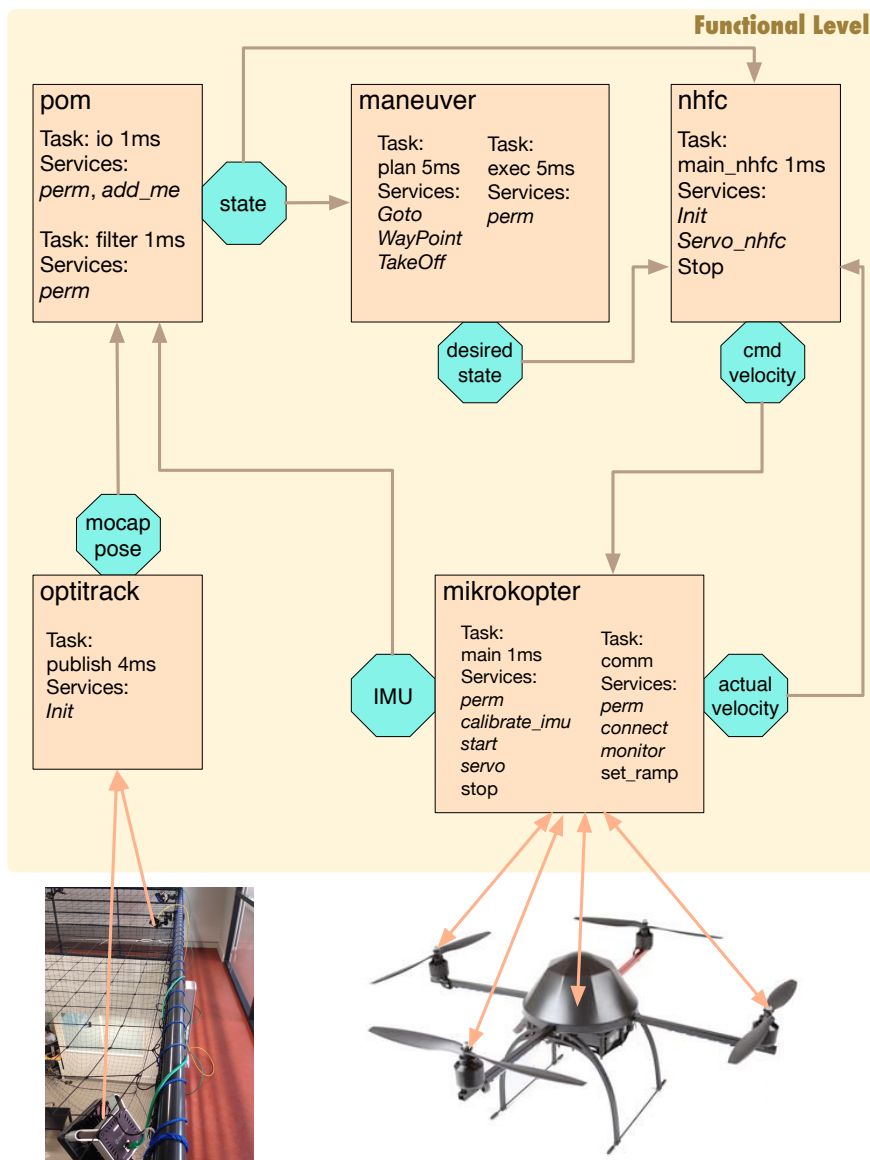 Functional Level
pom
Task: io 1ms
Services:
perm, add_me
Task: filter 1ms
Services:
perm
state
maneuver
Task:
plan 5ms
Services:
Goto
WayPoint
TakeOff
Task:
exec 5ms
Services:
perm
desired
state
nhfc
Task:
main_nhfc 1ms
Services:
Init
Servo_nhfc
Stop
cmd
velocity
mocap
pose
optitrack
Task:
publish 4ms
Services:
Init
IMU
mikrokopter
Task:
main 1ms
Services:
perm
calibrate_imu
start
servo
stop
Task:
comm
Services:
perm
connect
monitor
set_ramp
actual
velocity